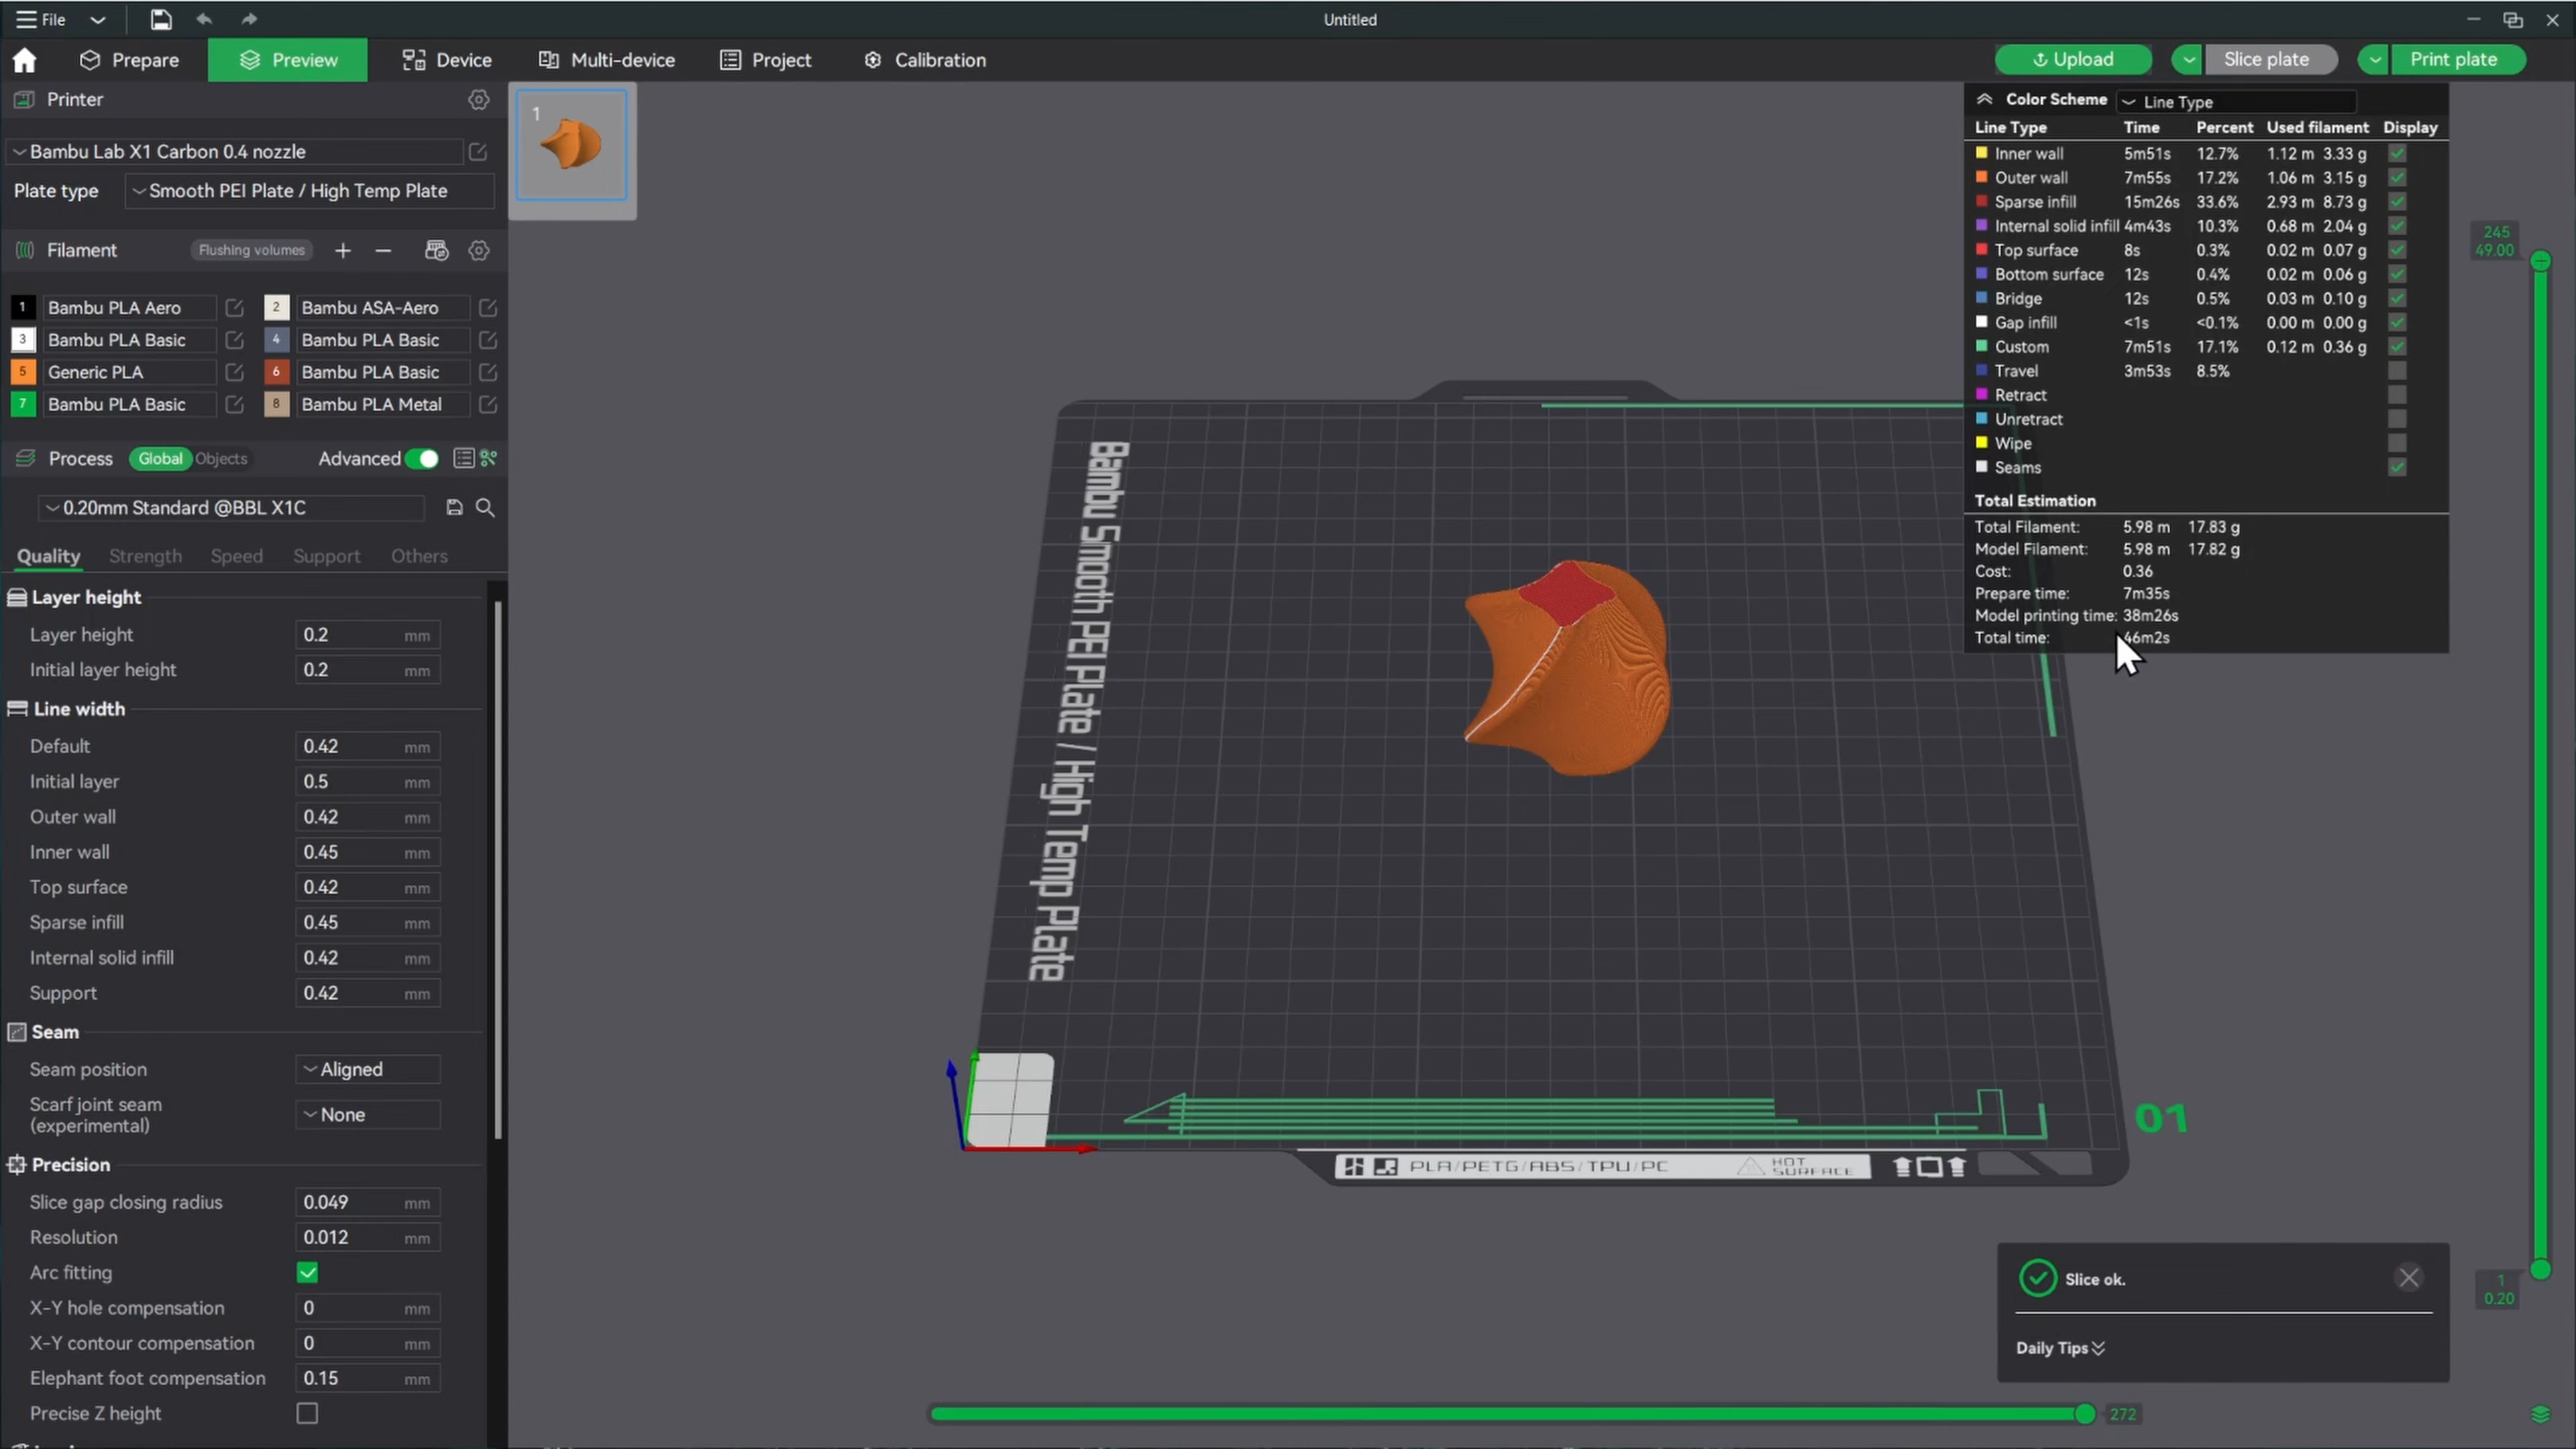 File
Untitled
Prepare
Preview
Device
Multi-device
Project
Calibration
Upload
Slice plate
Print plate
Printer
Bambu Lab X1 Carbon 0.4 nozzle
Plate type
Smooth PEI Plate / High Temp Plate
Filament
Flushing volumes
1 Bambu PLA Aero
2 Bambu ASA-Aero
3 Bambu PLA Basic
4 Bambu PLA Basic
5 Generic PLA
6 Bambu PLA Basic
7 Bambu PLA Basic
8 Bambu PLA Metal
Process
Global
Objects
Advanced
0.20mm Standard @BBL X1C
Quality
Strength
Speed
Support
Others
Layer height
Layer height 0.2 mm
Initial layer height 0.2 mm
Line width
Default 0.42 mm
Initial layer 0.5 mm
Outer wall 0.42 mm
Inner wall 0.45 mm
Top surface 0.42 mm
Sparse infill 0.45 mm
Internal solid infill 0.42 mm
Support 0.42 mm
Seam
Seam position Aligned
Scarf joint seam
(experimental) None
Precision
Slice gap closing radius 0.049 mm
Resolution 0.012 mm
Arc fitting
X-Y hole compensation 0 mm
X-Y contour compensation 0 mm
Elephant foot compensation 0.15 mm
Precise Z height
1
Bambu Smooth PEI Plate / High Temp Plate
PLA/PETG/ABS/TPU/PC
HOT
SURFACE
01
Color Scheme Line Type
Line Type Time Percent Used filament Display
Inner wall 5m51s 12.7% 1.12 m 3.33 g
Outer wall 7m55s 17.2% 1.06 m 3.15 g
Sparse infill 15m26s 33.6% 2.93 m 8.73 g
Internal solid infill 4m43s 10.3% 0.68 m 2.04 g
Top surface 8s 0.3% 0.02 m 0.07 g
Bottom surface 12s 0.4% 0.02 m 0.06 g
Bridge 12s 0.5% 0.03 m 0.10 g
Gap infill <1s <0.1% 0.00 m 0.00 g
Custom 7m51s 17.1% 0.12 m 0.36 g
Travel 3m53s 8.5%
Retract
Unretract
Wipe
Seams
Total Estimation
Total Filament: 5.98 m 17.83 g
Model Filament: 5.98 m 17.82 g
Cost: 0.36
Prepare time: 7m35s
Model printing time: 38m26s
Total time: 46m2s
245
49.00
1
0.20
Slice ok.
Daily Tips
272